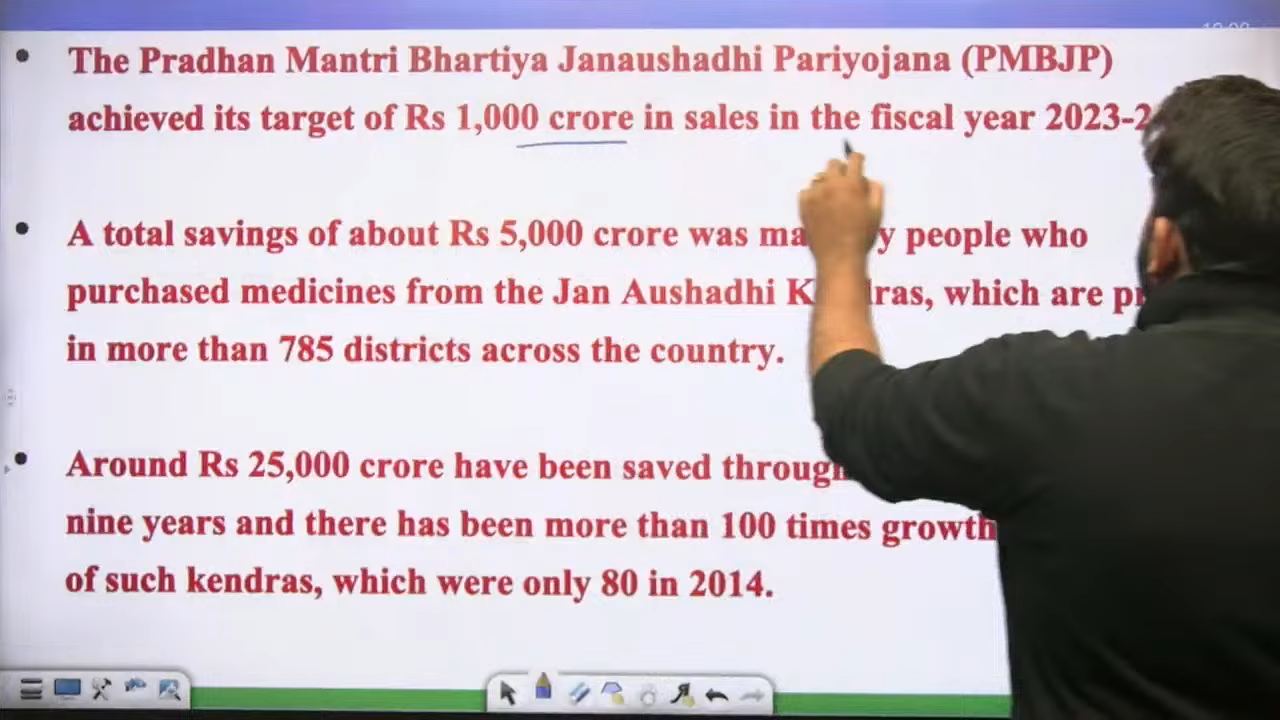 • The Pradhan Mantri Bhartiya Janaushadhi Pariyojana (PMBJP)
achieved its target of Rs 1,000 crore in sales in the fiscal year 2023-2
• A total savings of about Rs 5,000 crore was ma y people who
purchased medicines from the Jan Aushadhi K dras, which are
in more than 785 districts across the country.
• Around Rs 25,000 crore have been saved through
nine years and there has been more than 100 times growth
of such kendras, which were only 80 in 2014.